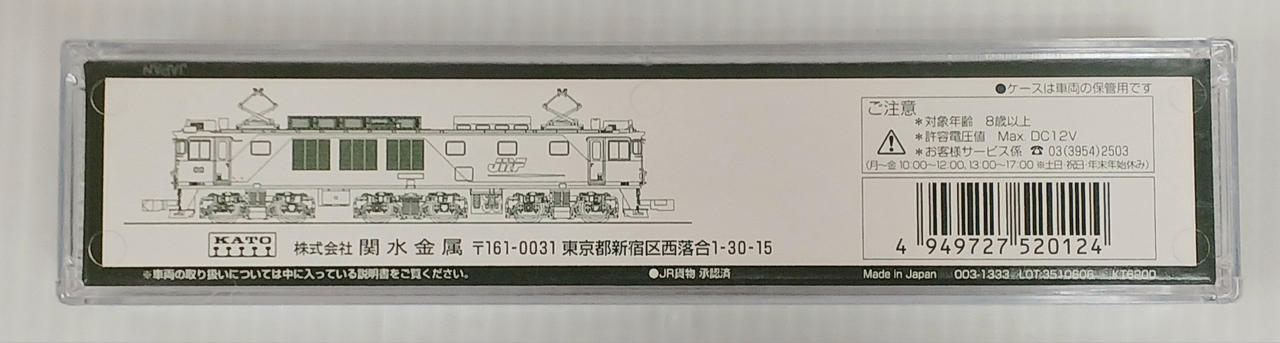 JAPAN
●ケースは車両の保管用です
ご注意
＊対象年齢 8歳以上
＊許容電圧値 Max. DC12V
＊お客様サービス係 ☎ 03(3954)2503
(月〜金 10:00〜12:00, 13:00〜17:00 ※土日・祝日・年末年始休み)
JRF
4 949727 520124
KATO
株式会社 関水金属 〒161-0031 東京都新宿区西落合1-30-15
※車両の取り扱いについては中に入っている説明書をご覧ください。
●JR貨物 承認済
Made in Japan 003-1333 LOT:3510606 KT6200